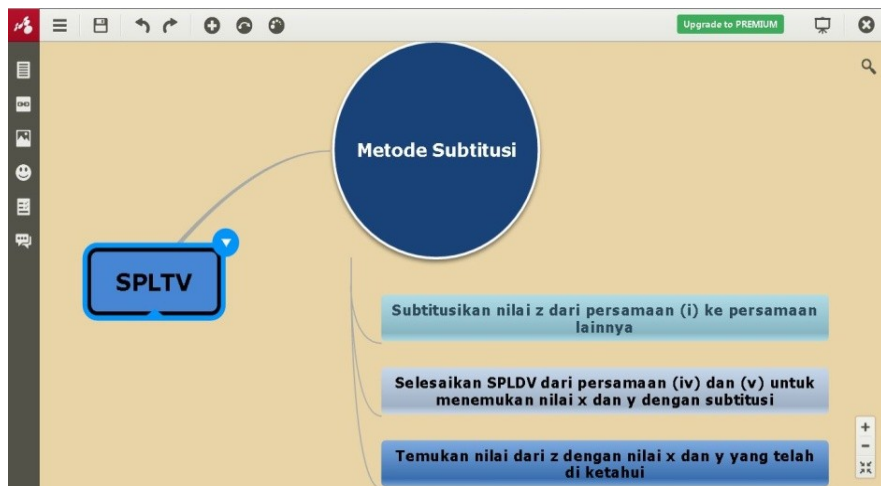 Upgrade to PREMIUM
Metode Subtitusi
SPLTV
Subtitusikan nilai z dari persamaan (i) ke persamaan
lainnya
Selesaikan SPLDV dari persamaan (iv) dan (v) untuk
menemukan nilai x dan y dengan subtitusi
Temukan nilai dari z dengan nilai x dan y yang telah
di ketahui